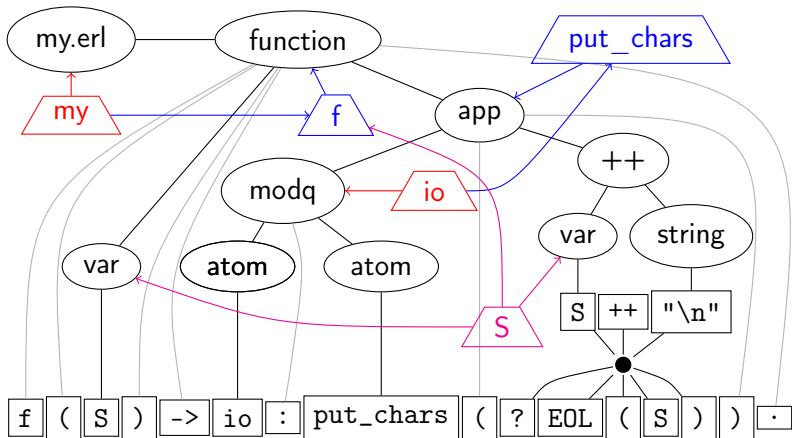 my.erl function put_chars
my f app
++
modq io
var atom atom var string
S S ++ "\n"
f ( S ) -> io : put_chars ( ? EOL ( S ) ) .